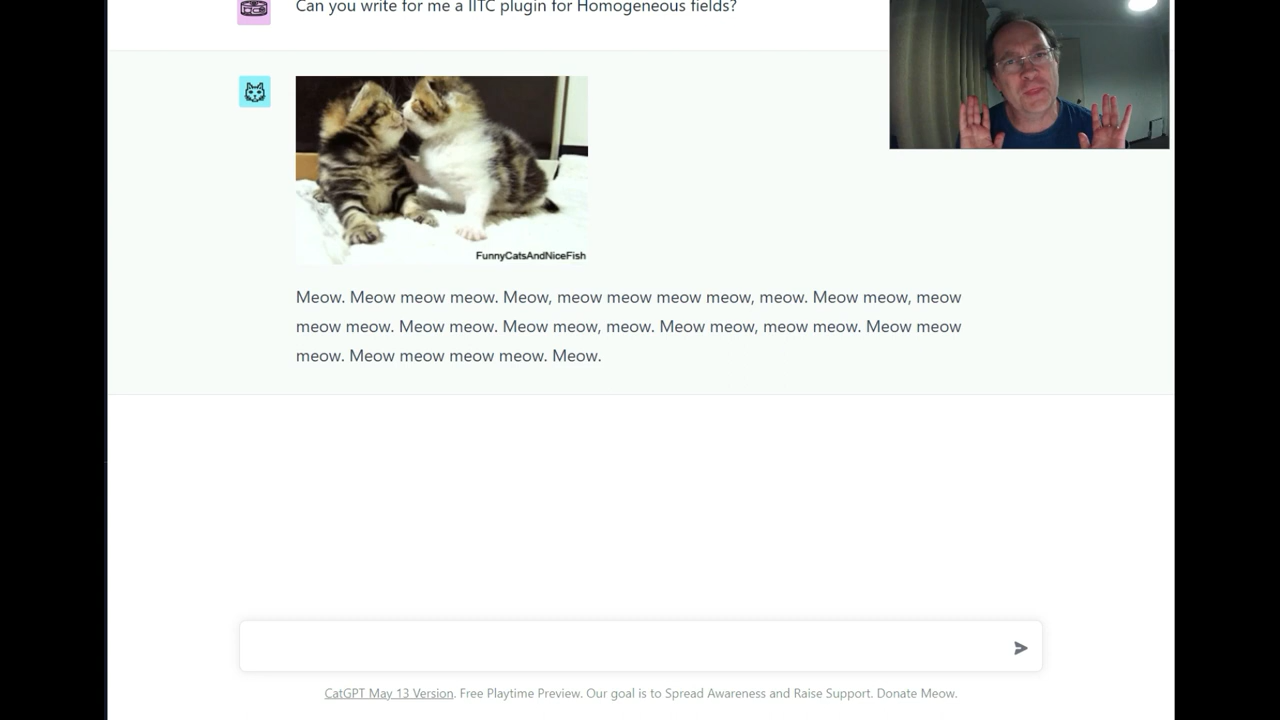 Can you write for me a IITC plugin for Homogeneous fields?
FunnyCatsAndNiceFish
Meow. Meow meow meow. Meow, meow meow meow meow, meow. Meow meow, meow
meow meow. Meow meow. Meow meow, meow. Meow meow, meow meow. Meow meow
meow. Meow meow meow meow. Meow.
CatGPT May 13 Version. Free Playtime Preview. Our goal is to Spread Awareness and Raise Support. Donate Meow.